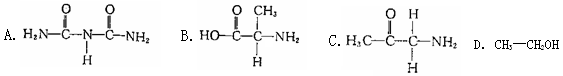 A. H₂N—C(=O)—N(H)—C(=O)—NH₂ B. HO—C(=O)—C(CH₃)(H)—NH₂ C. H₃C—C(=O)—C(H)(H)—NH₂ D. CH₃—CH₂OH